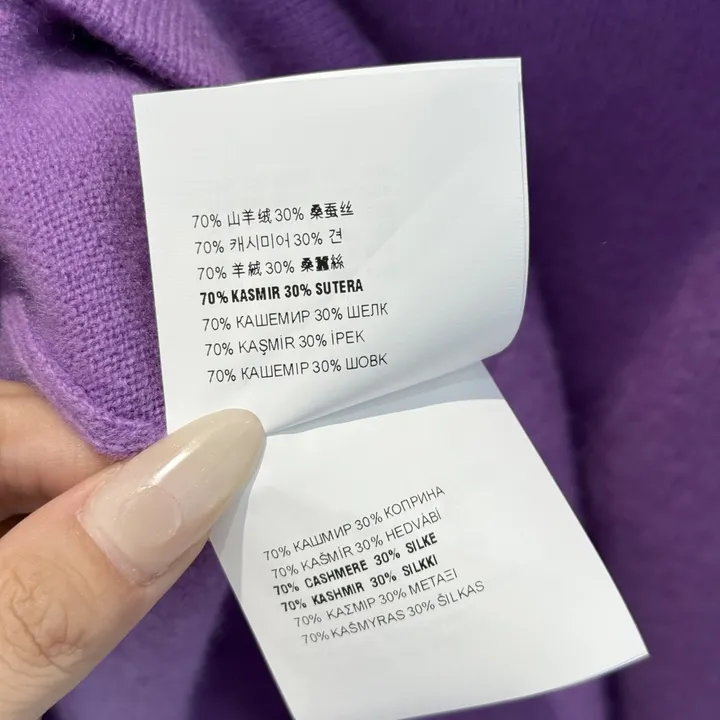 70% 山羊绒 30% 桑蚕丝
70% 캐시미어 30% 견
70% 羊絨 30% 桑蠶絲
70% KASMIR 30% SUTERA
70% КАШЕМИР 30% ШЕЛК
70% KAŞMİR 30% İPEK
70% КАШЕМІР 30% ШОВК
70% КАШМИР 30% КОПРИНА
70% KAŠMÍR 30% HEDVÁBÍ
70% CASHMERE 30% SILKE
70% KASHMIR 30% SILKKI
70% ΚΑΣΜΙΡ 30% ΜΕΤΑΞΙ
70% KAŠMYRAS 30% ŠILKAS